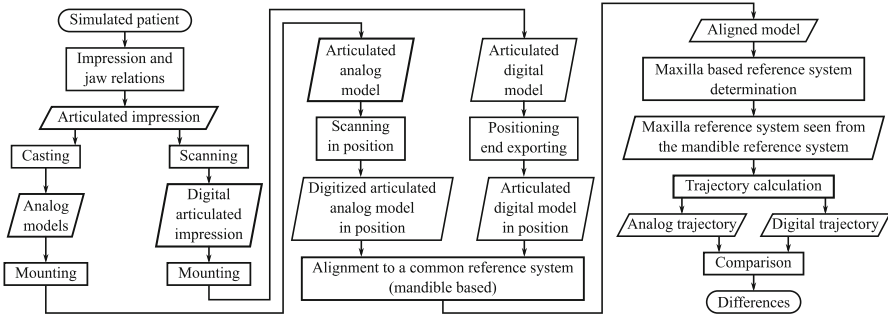 Simulated patient
Impression and
jaw relations
Articulated impression
Casting
Scanning
Analog
models
Digital
articulated
impression
Mounting
Mounting
Articulated
analog
model
Articulated
digital
model
Scanning
in position
Positioning
end exporting
Digitized articulated
analog model
in position
Articulated
digital model
in position
Alignment to a common reference system
(mandible based)
Aligned model
Maxilla based reference system
determination
Maxilla reference system seen from
the mandible reference system
Trajectory calculation
Analog trajectory
Digital trajectory
Comparison
Differences